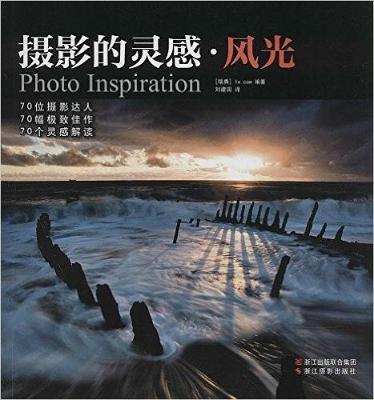 摄影的灵感·风光
Photo Inspiration
[瑞典] 1x.com 编著
刘建国 译
70位摄影达人
70幅极致佳作
70个灵感解读
浙江出版联合集团
浙江摄影出版社